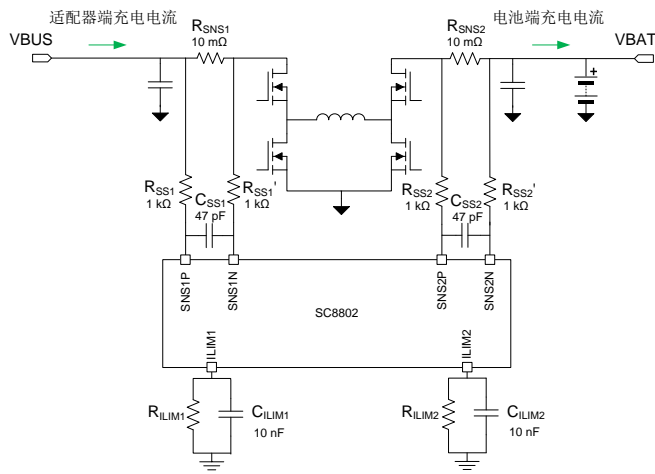 适配器端充电电流
电池端充电电流
VBUS
RSNS1
10 mΩ
RSNS2
10 mΩ
VBAT
+
RSS1
1 kΩ
CSS1
47 pF
RSS1'
1 kΩ
RSS2
1 kΩ
CSS2
47 pF
RSS2'
1 kΩ
SNS1P
SNS1N
SNS2P
SNS2N
SC8802
ILIM1
ILIM2
RILIM1
CILIM1
10 nF
RILIM2
CILIM2
10 nF